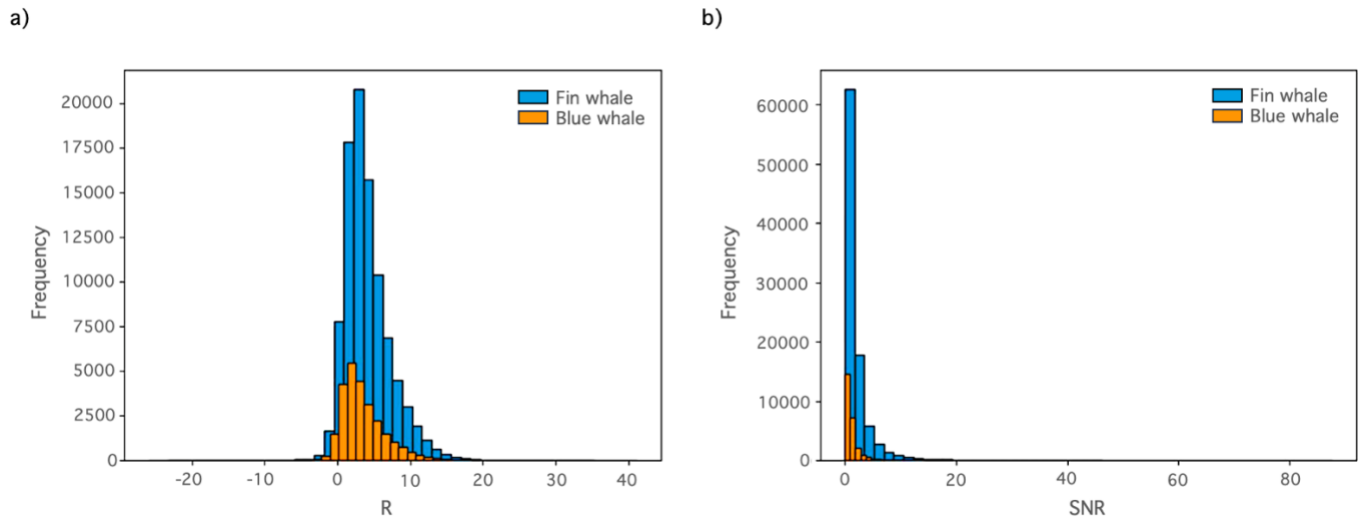 a)
20000
17500
15000
12500
10000
7500
5000
2500
0
Frequency
-20 -10 0 10 20 30 40
R
Fin whale
Blue whale
b)
60000
50000
40000
30000
20000
10000
0
Frequency
0 20 40 60 80
SNR
Fin whale
Blue whale